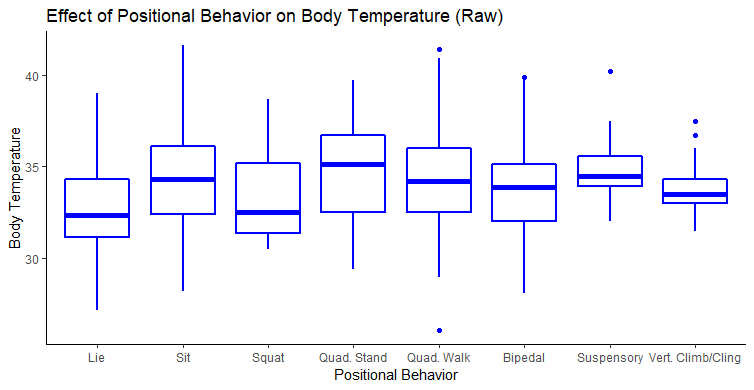 Effect of Positional Behavior on Body Temperature (Raw)
Body Temperature
40
35
30
Lie Sit Squat Quad. Stand Quad. Walk Bipedal Suspensory Vert. Climb/Cling
Positional Behavior